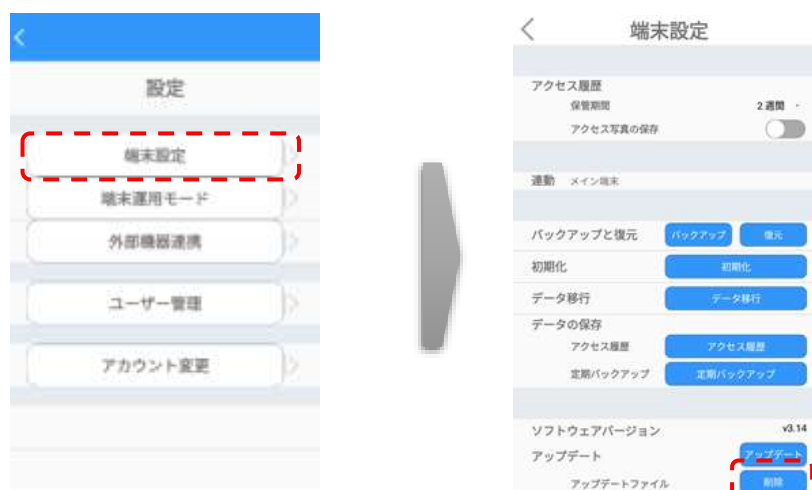 設定
端末設定
端末運用モード
外部機器連携
ユーザー管理
アカウント変更
端末設定
アクセス履歴
保管期間 2週間
アクセス写真の保存
連動 メイン端末
バックアップと復元 バックアップ 復元
初期化 初期化
データ移行 データ移行
データの保存
アクセス履歴 アクセス履歴
定期バックアップ 定期バックアップ
ソフトウェアバージョン v3.14
アップデート アップデート
アップデートファイル 削除